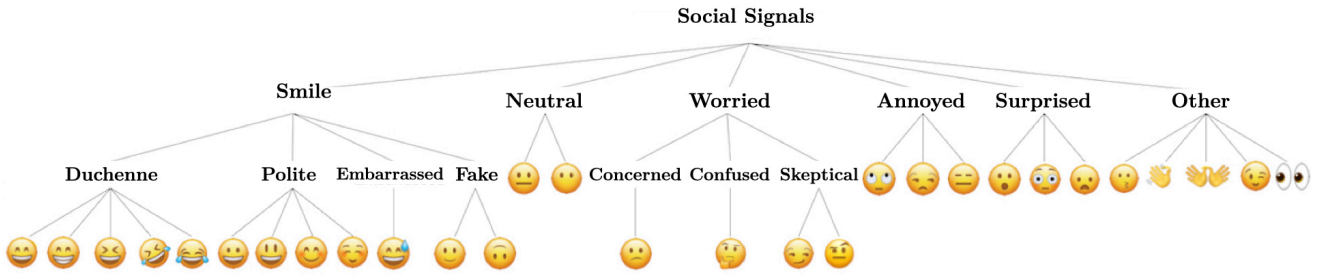 Social Signals
Smile
Neutral
Worried
Annoyed
Surprised
Other
Duchenne
Polite
Embarrassed
Fake
Concerned
Confused
Skeptical